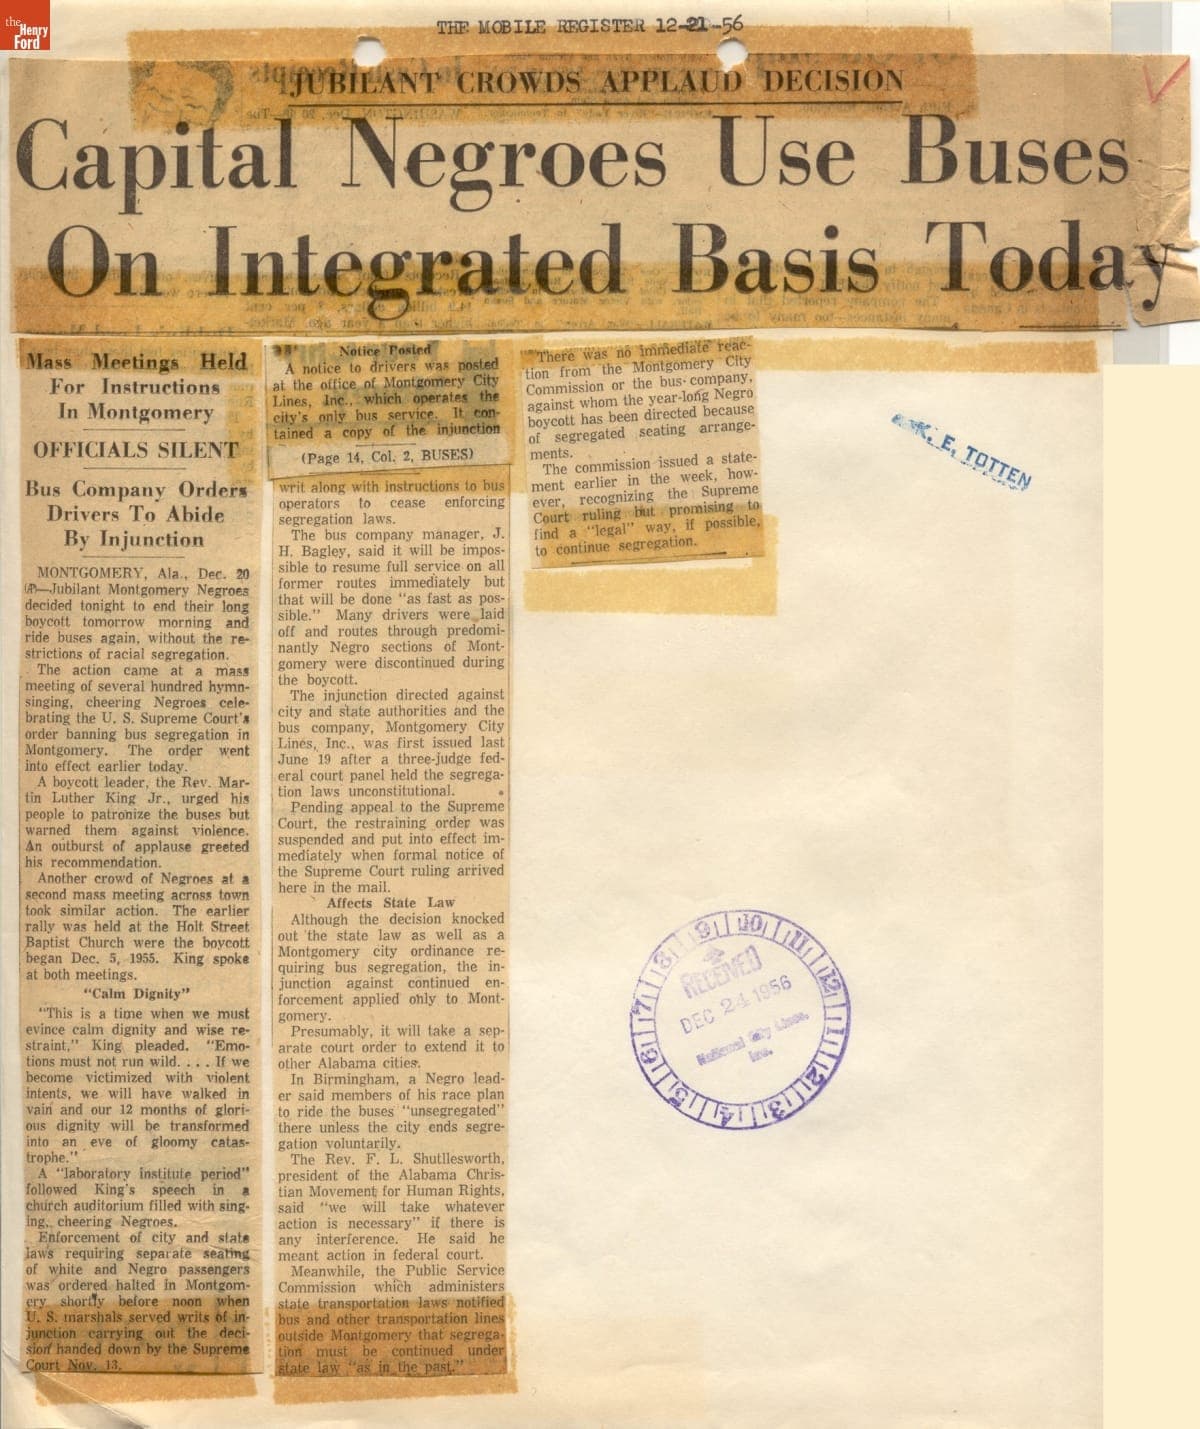 the
Henry
Ford
THE MOBILE REGISTER 12-21-56
JUBILANT CROWDS APPLAUD DECISION
Capital Negroes Use Buses
On Integrated Basis Today
Mass Meetings Held
For Instructions
In Montgomery
OFFICIALS SILENT
Bus Company Orders
Drivers To Abide
By Injunction
MONTGOMERY, Ala., Dec. 20
(AP)—Jubilant Montgomery Negroes
decided tonight to end their long
boycott tomorrow morning and
ride buses again, without the re-
strictions of racial segregation.
The action came at a mass
meeting of several hundred hymn-
singing, cheering Negroes cele-
brating the U. S. Supreme Court's
order banning bus segregation in
Montgomery. The order went
into effect earlier today.
A boycott leader, the Rev. Mar-
tin Luther King Jr., urged his
people to patronize the buses but
warned them against violence.
An outburst of applause greeted
his recommendation.
Another crowd of Negroes at a
second mass meeting across town
took similar action. The earlier
rally was held at the Holt Street
Baptist Church were the boycott
began Dec. 5, 1955. King spoke
at both meetings.
"Calm Dignity"
"This is a time when we must
evince calm dignity and wise re-
straint," King pleaded. "Emo-
tions must not run wild. . . . If we
become victimized with violent
intents, we will have walked in
vain and our 12 months of glori-
ous dignity will be transformed
into an eve of gloomy catas-
trophe."
A "laboratory institute period"
followed King's speech in a
church auditorium filled with sing-
ing, cheering Negroes.
Enforcement of city and state
laws requiring separate seating
of white and Negro passengers
was ordered halted in Montgom-
ery shortly before noon when
U. S. marshals served writs of in-
junction carrying out the deci-
sion handed down by the Supreme
Court Nov. 13.
Notice Posted
A notice to drivers was posted
at the office of Montgomery City
Lines, Inc., which operates the
city's only bus service. It con-
tained a copy of the injunction
(Page 14, Col. 2, BUSES)
writ along with instructions to bus
operators to cease enforcing
segregation laws.
The bus company manager, J.
H. Bagley, said it will be impos-
sible to resume full service on all
former routes immediately but
that will be done "as fast as pos-
sible." Many drivers were laid
off and routes through predomi-
nantly Negro sections of Mont-
gomery were discontinued during
the boycott.
The injunction directed against
city and state authorities and the
bus company, Montgomery City
Lines, Inc., was first issued last
June 19 after a three-judge fed-
eral court panel held the segrega-
tion laws unconstitutional.
Pending appeal to the Supreme
Court, the restraining order was
suspended and put into effect im-
mediately when formal notice of
the Supreme Court ruling arrived
here in the mail.
Affects State Law
Although the decision knocked
out the state law as well as a
Montgomery city ordinance re-
quiring bus segregation, the in-
junction against continued en-
forcement applied only to Mont-
gomery.
Presumably, it will take a sep-
arate court order to extend it to
other Alabama cities.
In Birmingham, a Negro lead-
er said members of his race plan
to ride the buses "unsegregated"
there unless the city ends segre-
gation voluntarily.
The Rev. F. L. Shutllesworth,
president of the Alabama Chris-
tian Movement for Human Rights,
said "we will take whatever
action is necessary" if there is
any interference. He said he
meant action in federal court.
Meanwhile, the Public Service
Commission which administers
state transportation laws notified
bus and other transportation lines
outside Montgomery that segrega-
tion must be continued under
state law "as in the past."
There was no immediate reac-
tion from the Montgomery City
Commission or the bus company,
against whom the year-long Negro
boycott has been directed because
of segregated seating arrange-
ments.
The commission issued a state-
ment earlier in the week, how-
ever, recognizing the Supreme
Court ruling but promising to
find a "legal" way, if possible,
to continue segregation.
K. E. TOTTEN
9 10 11 12 1 2 3 4 5 6 7 8
RECEIVED
DEC 24 1956
National City Lines,
Inc.